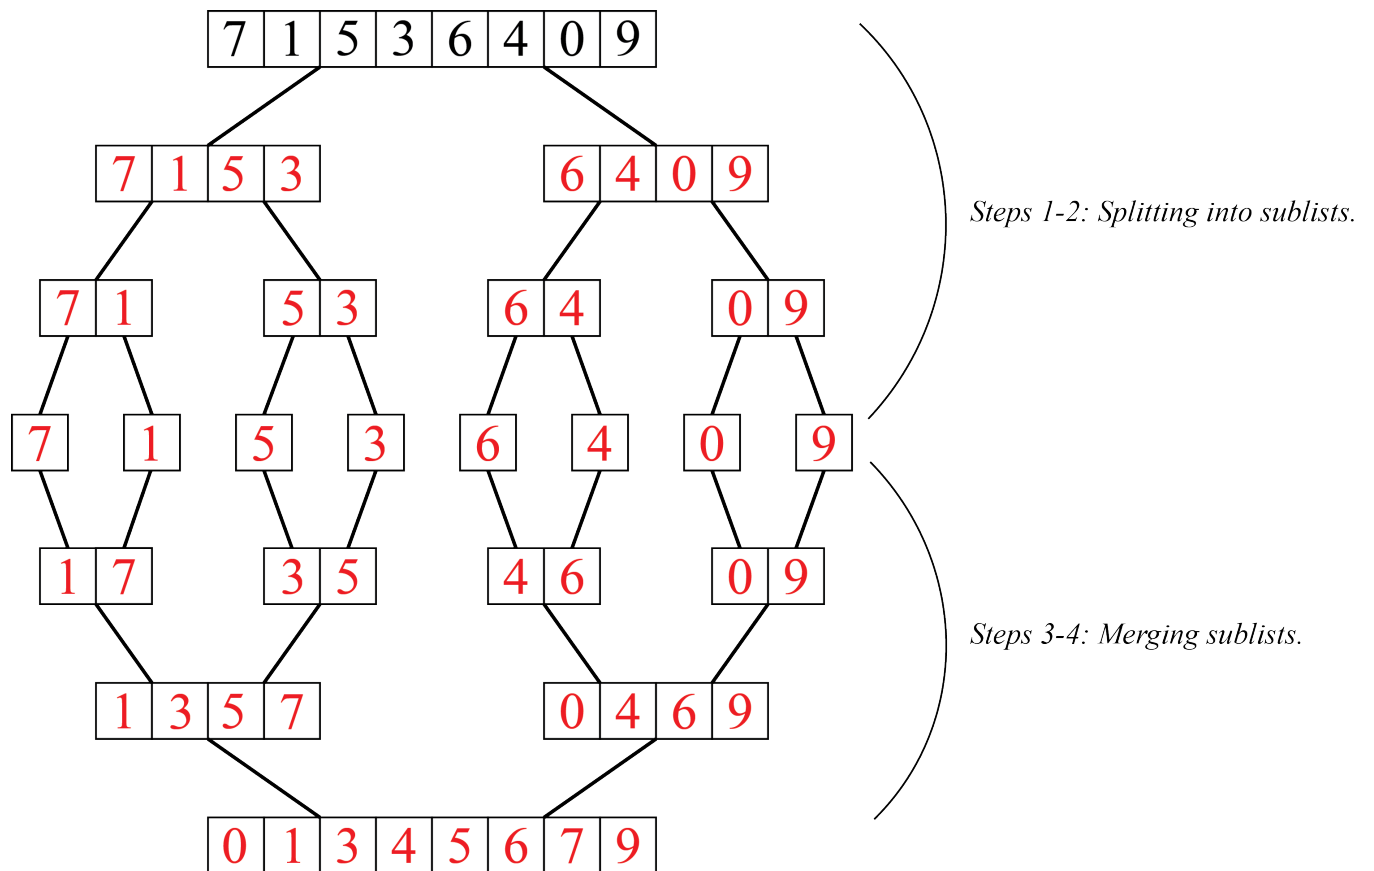 7 1 5 3 6 4 0 9
7 1 5 3 6 4 0 9
Steps 1-2: Splitting into sublists.
7 1 5 3 6 4 0 9
7 1 5 3 6 4 0 9
1 7 3 5 4 6 0 9
Steps 3-4: Merging sublists.
1 3 5 7 0 4 6 9
0 1 3 4 5 6 7 9